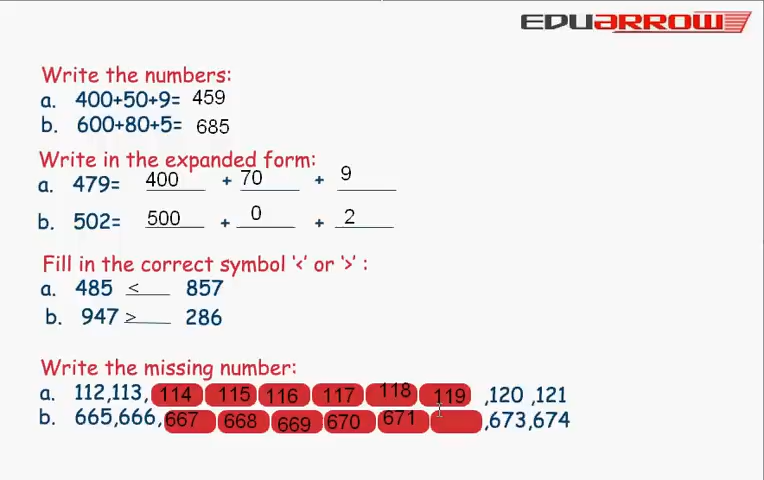 EDUARROW
Write the numbers:
a. 400+50+9= 459
b. 600+80+5= 685
Write in the expanded form:
a. 479= 400 + 70 + 9
b. 502= 500 + 0 + 2
Fill in the correct symbol ‘<’ or ‘>’ :
a. 485 < 857
b. 947 > 286
Write the missing number:
a. 112,113, 114 115 116 117 118 119 ,120 ,121
b. 665,666, 667 668 669 670 671 ,673,674